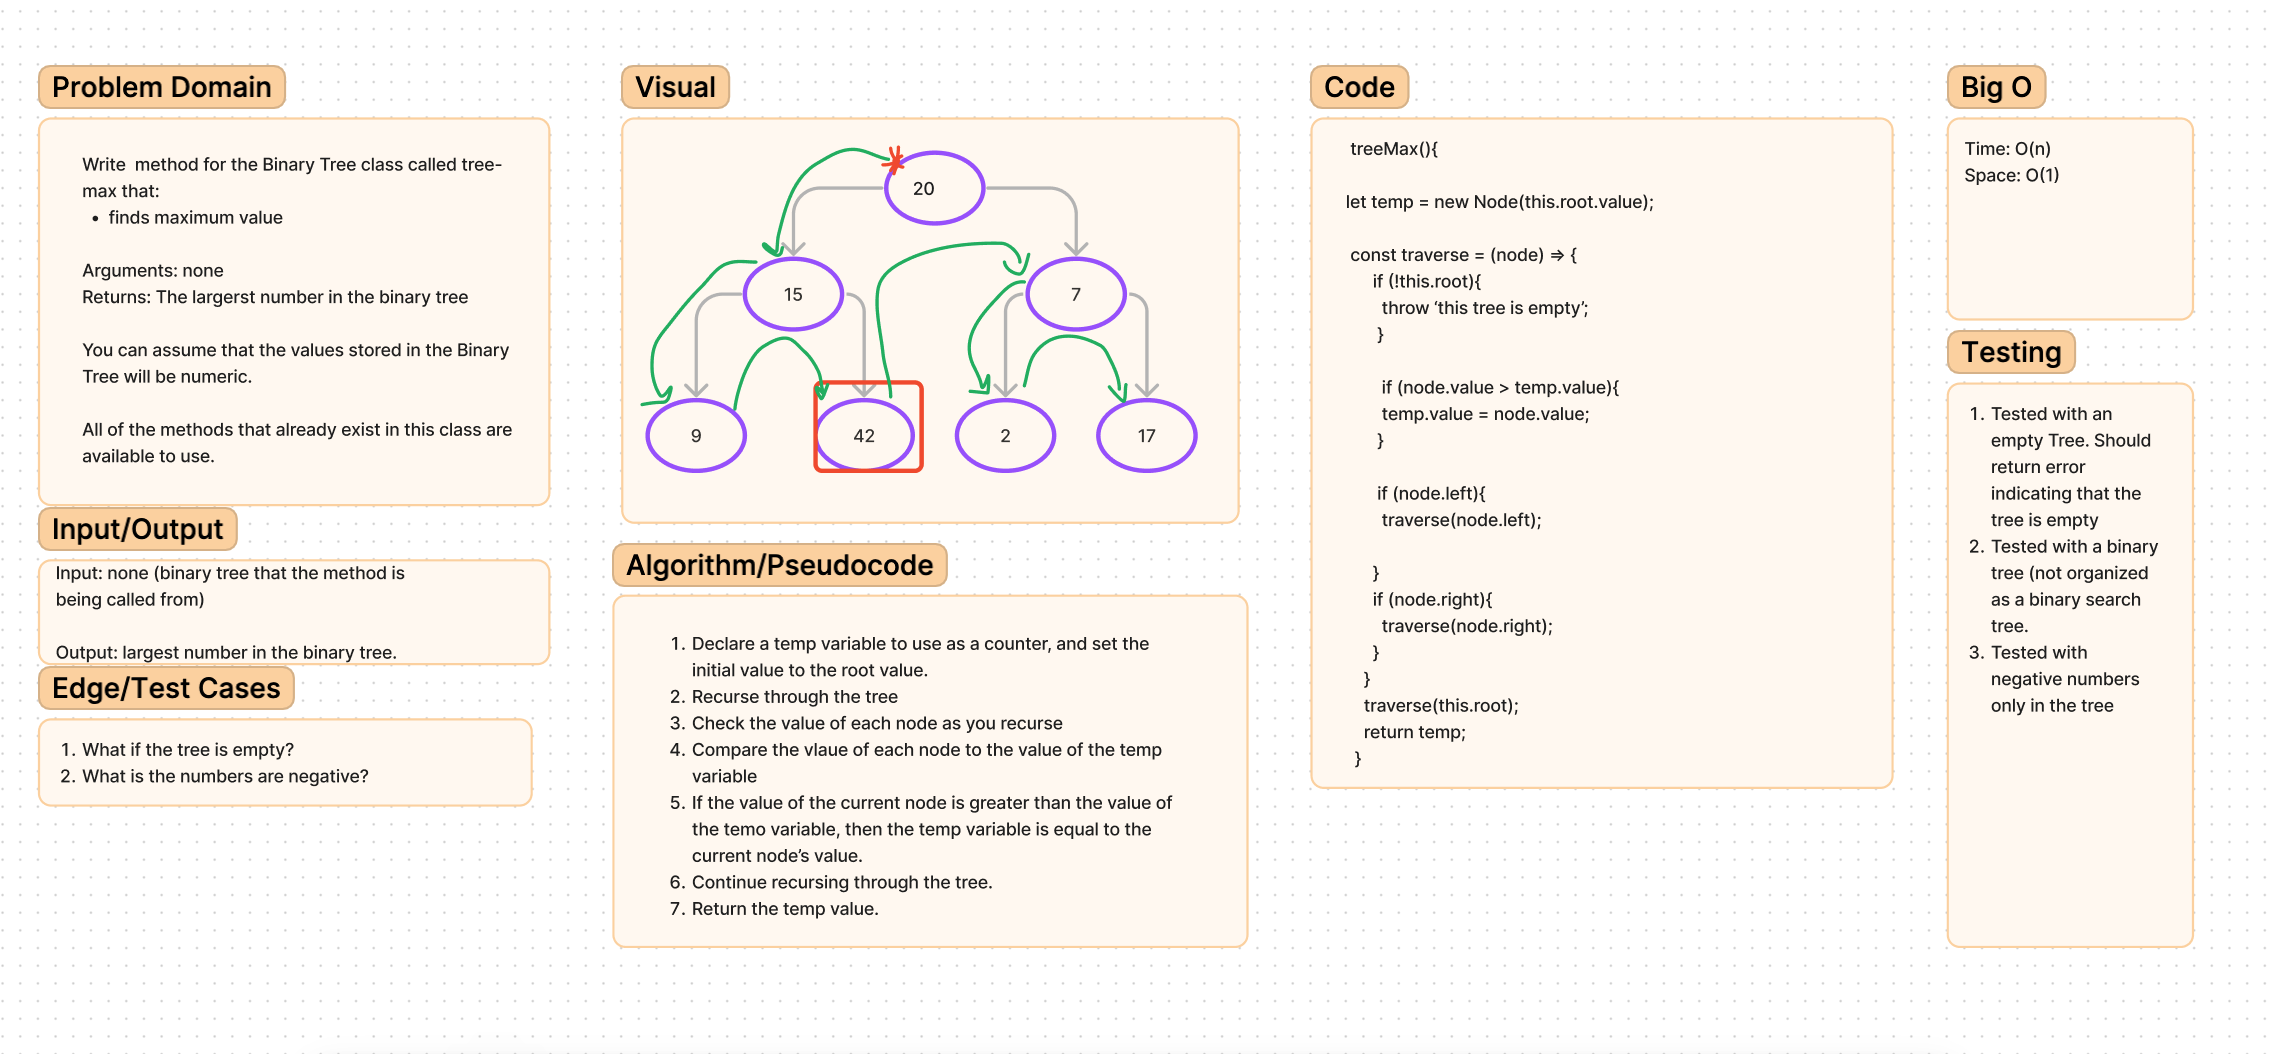 Problem Domain
Write  method for the Binary Tree class called tree-
max that:
• finds maximum value
Arguments: none
Returns: The largerst number in the binary tree
You can assume that the values stored in the Binary
Tree will be numeric.
All of the methods that already exist in this class are
available to use.
Input/Output
Input: none (binary tree that the method is
being called from)
Output: largest number in the binary tree.
Edge/Test Cases
1. What if the tree is empty?
2. What is the numbers are negative?
Visual
20
15
7
9
42
2
17
Algorithm/Pseudocode
1. Declare a temp variable to use as a counter, and set the
initial value to the root value.
2. Recurse through the tree
3. Check the value of each node as you recurse
4. Compare the vlaue of each node to the value of the temp
variable
5. If the value of the current node is greater than the value of
the temo variable, then the temp variable is equal to the
current node’s value.
6. Continue recursing through the tree.
7. Return the temp value.
Code
treeMax(){
let temp = new Node(this.root.value);
const traverse = (node) => {
if (!this.root){
throw ‘this tree is empty’;
}
if (node.value > temp.value){
temp.value = node.value;
}
if (node.left){
traverse(node.left);
}
if (node.right){
traverse(node.right);
}
}
traverse(this.root);
return temp;
}
Big O
Time: O(n)
Space: O(1)
Testing
1. Tested with an
empty Tree. Should
return error
indicating that the
tree is empty
2. Tested with a binary
tree (not organized
as a binary search
tree.
3. Tested with
negative numbers
only in the tree